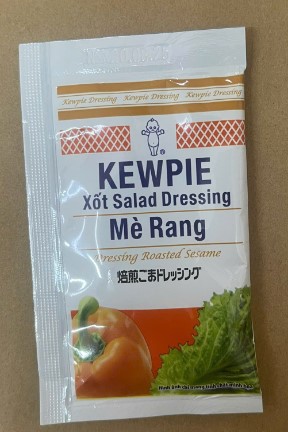 Kewpie Dressing Kewpie Dressing Kewpie Dressing
KEWPIE
Xốt Salad Dressing
Mè Rang
Dressing Roasted Sesame
焙煎ごまドレッシング